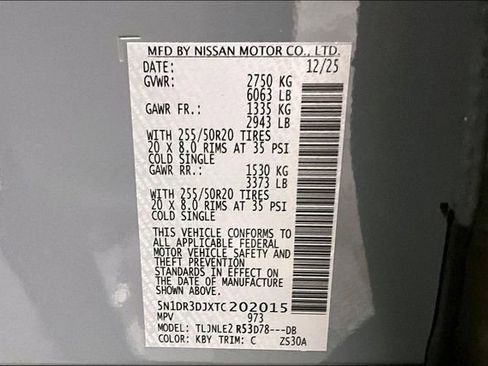 MFD BY NISSAN MOTOR CO., LTD.
DATE: 12/25
GVWR: 2750 KG
6063 LB
GAWR FR.: 1335 KG
2943 LB
WITH 255/50R20 TIRES
20 X 8.0 RIMS AT 35 PSI
COLD SINGLE
GAWR RR.: 1530 KG
3373 LB
WITH 255/50R20 TIRES
20 X 8.0 RIMS AT 35 PSI
COLD SINGLE
THIS VEHICLE CONFORMS TO
ALL APPLICABLE FEDERAL
MOTOR VEHICLE SAFETY AND
THEFT PREVENTION
STANDARDS IN EFFECT ON
THE DATE OF MANUFACTURE
SHOWN ABOVE.
5N1DR3DJXTC202015
MPV 973
MODEL: TLJNLE2 R53D78---DB
COLOR: KBY TRIM: C ZS30A